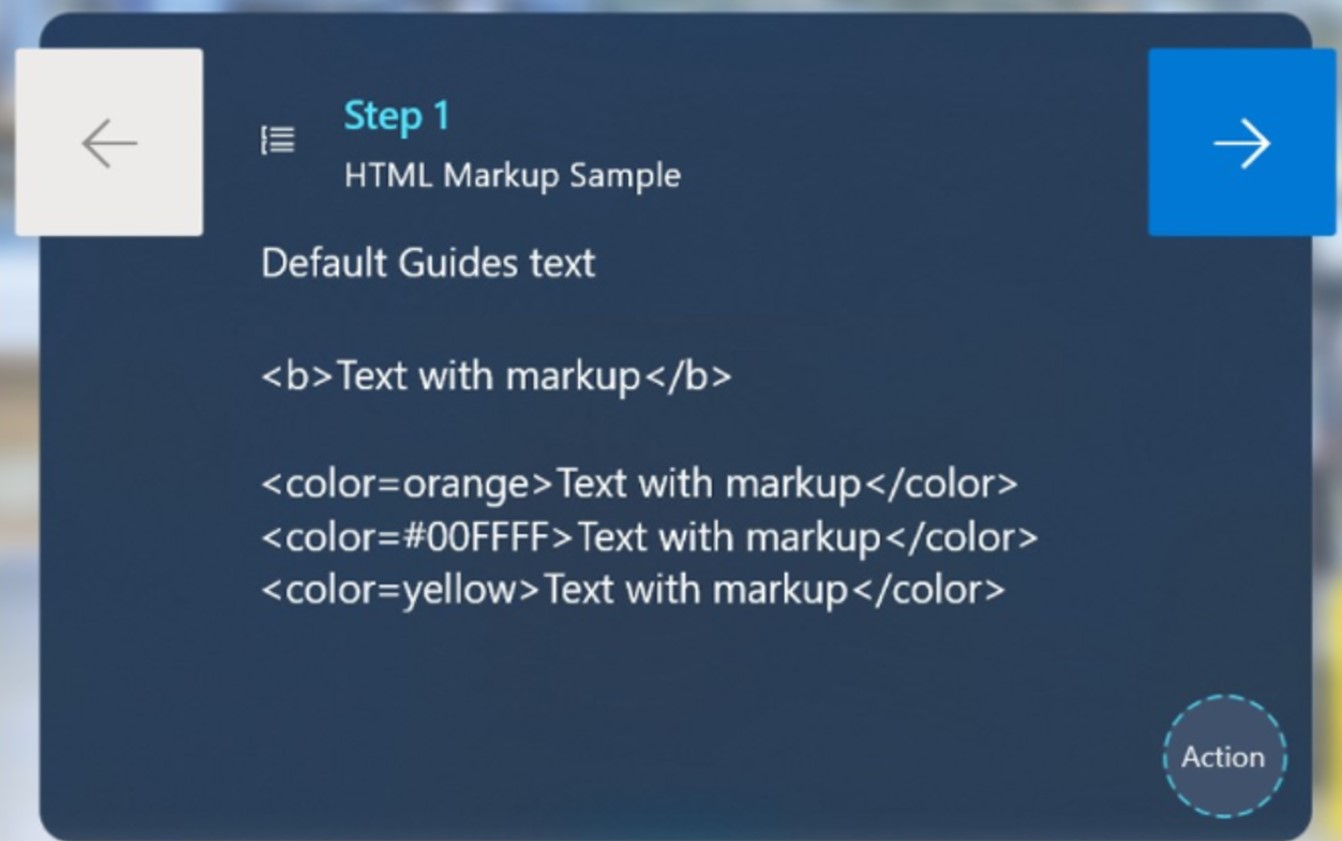 Step 1
HTML Markup Sample
Default Guides text
<b>Text with markup</b>
<color=orange>Text with markup</color>
<color=#00FFFF>Text with markup</color>
<color=yellow>Text with markup</color>
Action